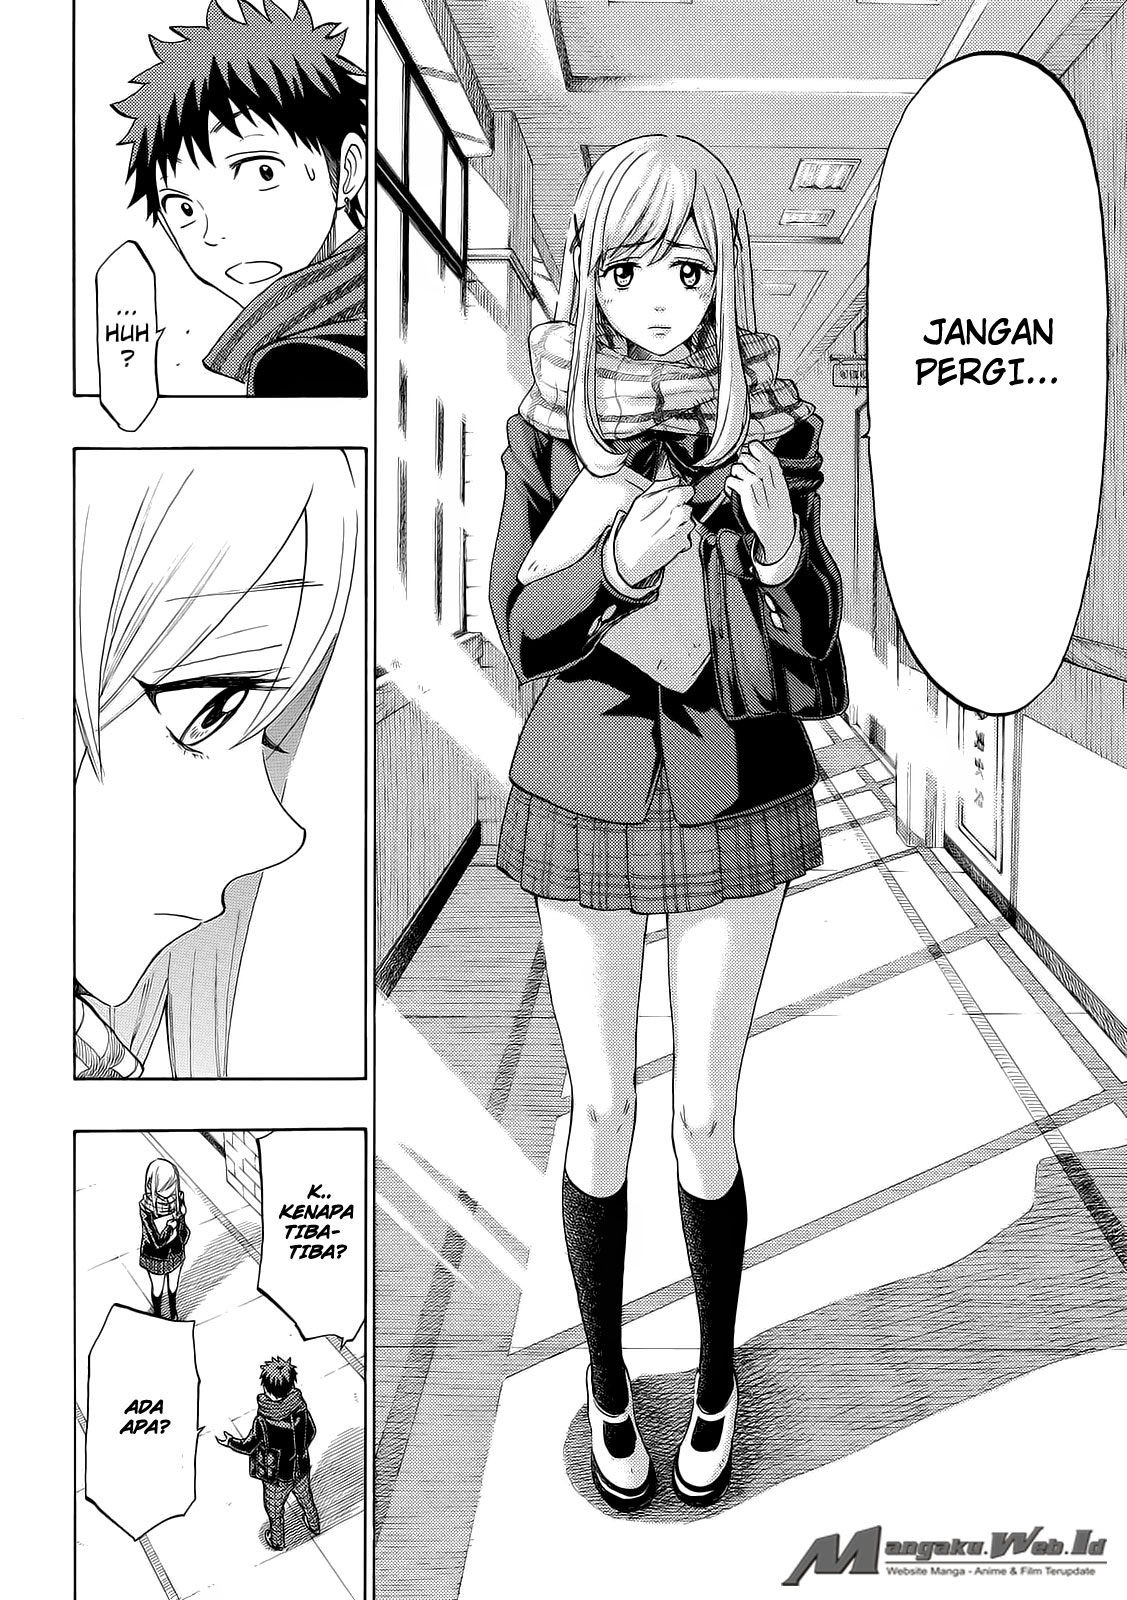 JANGAN
PERGI...
...
HUH
?
K..
KENAPA
TIBA-
TIBA?
ADA
APA?
Mangaku.Web.Id
Website Manga - Anime & Film Terupdate